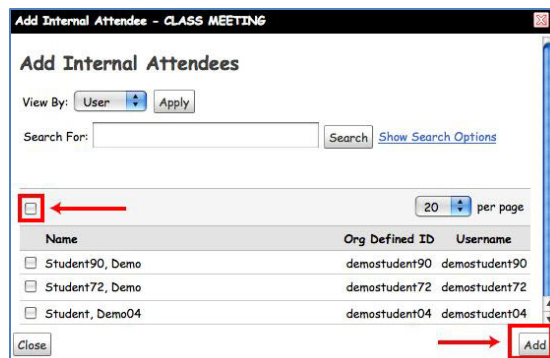 Add Internal Attendee - CLASS MEETING
Add Internal Attendees
View By: User Apply
Search For: Search Show Search Options
20 per page
Name Org Defined ID Username
Student90, Demo demostudent90 demostudent90
Student72, Demo demostudent72 demostudent72
Student, Demo04 demostudent04 demostudent04
Close Add